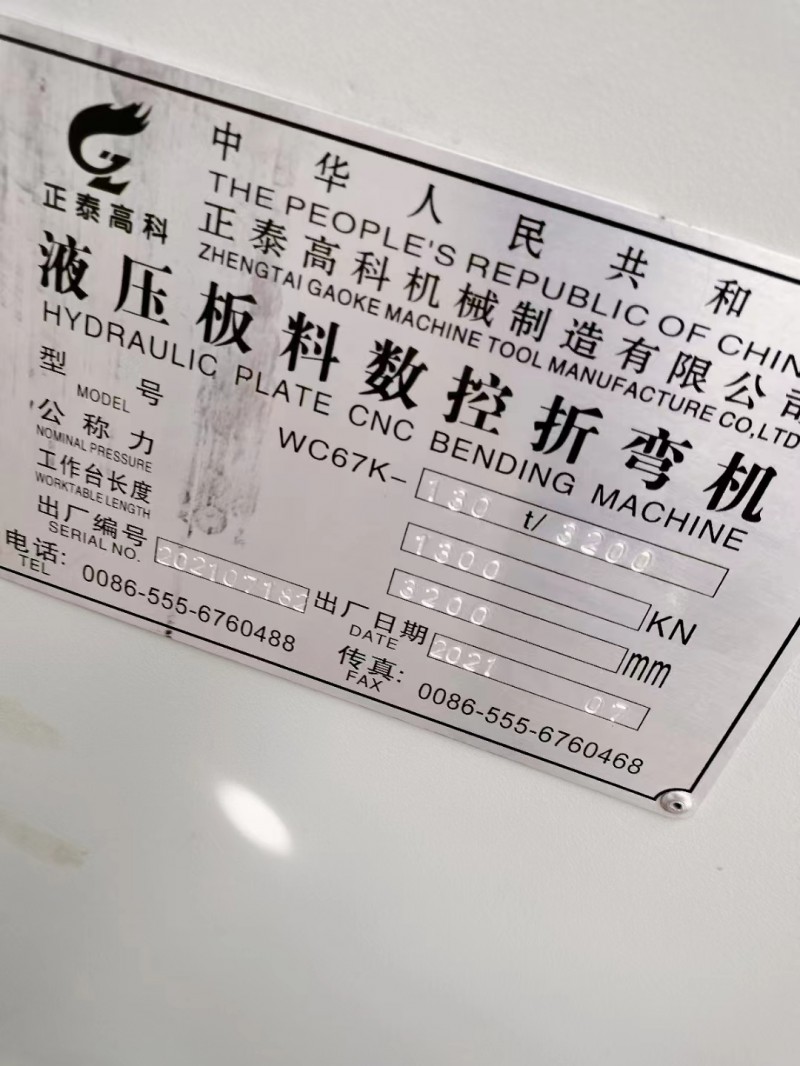 正泰高科
中华人民共和
THE PEOPLE'S REPUBLIC OF CHIN
正泰高科机械制造有限公司
ZHENGTAI GAOKE MACHINE TOOL MANUFACTURE CO.,LTD
液压板料数控折弯机
HYDRAULIC PLATE CNC BENDING MACHINE
型号 WC67K-130 t/3200
MODEL
公称力 1300 KN
NOMINAL PRESSURE
工作台长度 3200 mm
WORKTABLE LENGTH
出厂编号 202107182 出厂日期 2021 07
SERIAL NO. DATE
电话: 0086-555-6760488 传真: 0086-555-6760468
TEL FAX